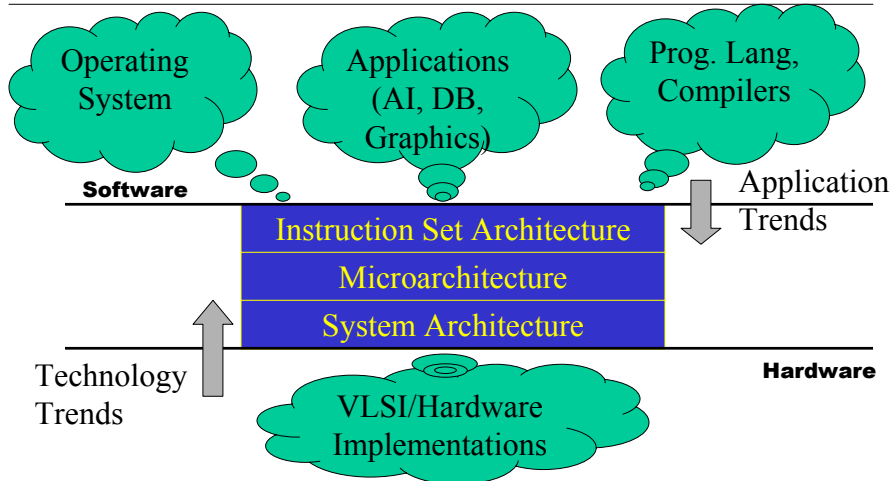 Operating
System
Applications
(AI, DB,
Graphics)
Prog. Lang,
Compilers
Software
Application
Trends
Instruction Set Architecture
Microarchitecture
System Architecture
Technology
Trends
Hardware
VLSI/Hardware
Implementations